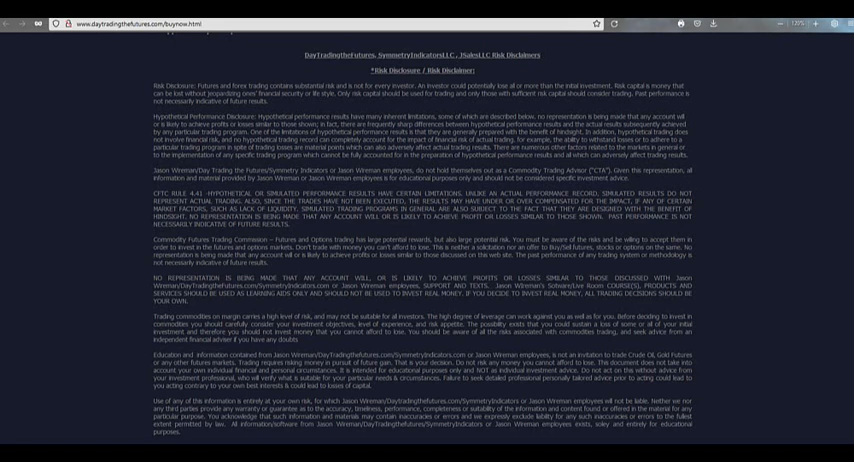 www.daytradingthefutures.com/buynow.html
120%
DayTradingtheFutures, SymmetryIndicatorsLLC , JSalesLLC Risk Disclaimers
*Risk Disclosure / Risk Disclaimer:
Risk Disclosure: Futures and forex trading contains substantial risk and is not for every investor. An investor could potentially lose all or more than the initial investment. Risk capital is money that
can be lost without jeopardizing ones' financial security or life style. Only risk capital should be used for trading and only those with sufficient risk capital should consider trading. Past performance is
not necessarily indicative of future results.
Hypothetical Performance Disclosure: Hypothetical performance results have many inherent limitations, some of which are described below. no representation is being made that any account will
or is likely to achieve profits or losses similar to those shown; in fact, there are frequently sharp differences between hypothetical performance results and the actual results subsequently achieved
by any particular trading program. One of the limitations of hypothetical performance results is that they are generally prepared with the benefit of hindsight. In addition, hypothetical trading does
not involve financial risk, and no hypothetical trading record can completely account for the impact of financial risk of actual trading. for example, the ability to withstand losses or to adhere to a
particular trading program in spite of trading losses are material points which can also adversely affect actual trading results. There are numerous other factors related to the markets in general or
to the implementation of any specific trading program which cannot be fully accounted for in the preparation of hypothetical performance results and all which can adversely affect trading results.
Jason Wireman/Day Trading the Futures/Symmetry Indicators or Jason Wireman employees, do not hold themselves out as a Commodity Trading Advisor ("CTA"). Given this representation, all
information and material provided by Jason Wireman or Jason Wireman employees is for educational purposes only and should not be considered specific investment advice.
CFTC RULE 4.41 -HYPOTHETICAL OR SIMULATED PERFORMANCE RESULTS HAVE CERTAIN LIMITATIONS. UNLIKE AN ACTUAL PERFORMANCE RECORD, SIMULATED RESULTS DO NOT
REPRESENT ACTUAL TRADING. ALSO, SINCE THE TRADES HAVE NOT BEEN EXECUTED, THE RESULTS MAY HAVE UNDER OR OVER COMPENSATED FOR THE IMPACT, IF ANY OF CERTAIN
MARKET FACTORS, SUCH AS LACK OF LIQUIDITY. SIMULATED TRADING PROGRAMS IN GENERAL ARE ALSO SUBJECT TO THE FACT THAT THEY ARE DESIGNED WITH THE BENEFIT OF
HINDSIGHT. NO REPRESENTATION IS BEING MADE THAT ANY ACCOUNT WILL OR IS LIKELY TO ACHIEVE PROFIT OR LOSSES SIMILAR TO THOSE SHOWN. PAST PERFORMANCE IS NOT
NECESSARILY INDICATIVE OF FUTURE RESULTS.
Commodity Futures Trading Commission – Futures and Options trading has large potential rewards, but also large potential risk. You must be aware of the risks and be willing to accept them in
order to invest in the futures and options markets. Don't trade with money you can't afford to lose. This is neither a solicitation nor an offer to Buy/Sell futures, stocks or options on the same. No
representation is being made that any account will or is likely to achieve profits or losses similar to those discussed on this web site. The past performance of any trading system or methodology is
not necessarily indicative of future results.
NO REPRESENTATION IS BEING MADE THAT ANY ACCOUNT WILL, OR IS LIKELY TO ACHIEVE PROFITS OR LOSSES SIMILAR TO THOSE DISCUSSED WITH Jason
Wireman/DayTradingthefutures.com/SymmetryIndicators.com or Jason Wireman employees, SUPPORT AND TEXTS. Jason Wireman's Sotware/Live Room COURSE(S), PRODUCTS AND
SERVICES SHOULD BE USED AS LEARNING AIDS ONLY AND SHOULD NOT BE USED TO INVEST REAL MONEY. IF YOU DECIDE TO INVEST REAL MONEY, ALL TRADING DECISIONS SHOULD BE
YOUR OWN.
Trading commodities on margin carries a high level of risk, and may not be suitable for all investors. The high degree of leverage can work against you as well as for you. Before deciding to invest in
commodities you should carefully consider your investment objectives, level of experience, and risk appetite. The possibility exists that you could sustain a loss of some or all of your initial
investment and therefore you should not invest money that you cannot afford to lose. You should be aware of all the risks associated with commodities trading, and seek advice from an
independent financial adviser if you have any doubts
Education and information contained from Jason Wireman/DayTradingthefutures.com/SymmetryIndicators.com or Jason Wireman employees, is not an invitation to trade Crude Oil, Gold Futures
or any other futures markets. Trading requires risking money in pursuit of future gain. That is your decision. Do not risk any money you cannot afford to lose. This document does not take into
account your own individual financial and personal circumstances. It is intended for educational purposes only and NOT as individual investment advice. Do not act on this without advice from
your investment professional, who will verify what is suitable for your particular needs & circumstances. Failure to seek detailed professional personally tailored advice prior to acting could lead to
you acting contrary to your own best interests & could lead to losses of capital.
Use of any of this information is entirely at your own risk, for which Jason Wireman/Daytradingthefutures.com/SymmetryIndicators or Jason Wireman employees will not be liable. Neither we nor
any third parties provide any warranty or guarantee as to the accuracy, timeliness, performance, completeness or suitability of the information and content found or offered in the material for any
particular purpose. You acknowledge that such information and materials may contain inaccuracies or errors and we expressly exclude liability for any such inaccuracies or errors to the fullest
extent permitted by law. All information/software from Jason Wireman/DayTradingthefutures/SymmetryIndicators or Jason Wireman employees exists, soley and entirely for educational
purposes.